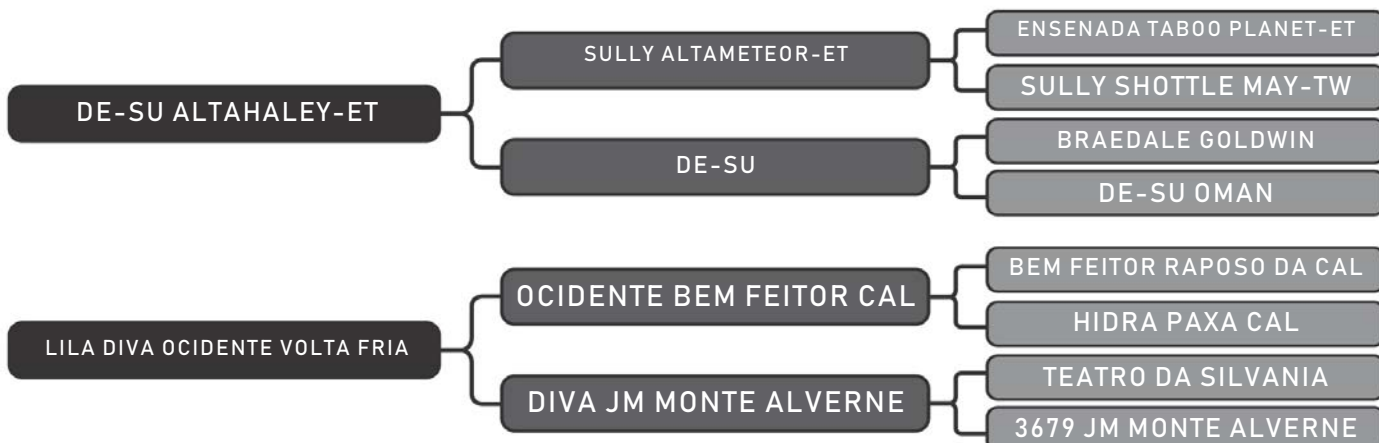 DE-SU ALTAHALEY-ET
SULLY ALTAMETEOR-ET
ENSENADA TABOO PLANET-ET
SULLY SHOTTLE MAY-TW
DE-SU
BRAEDALE GOLDWIN
DE-SU OMAN
LILA DIVA OCIDENTE VOLTA FRIA
OCIDENTE BEM FEITOR CAL
BEM FEITOR RAPOSO DA CAL
HIDRA PAXA CAL
DIVA JM MONTE ALVERNE
TEATRO DA SILVANIA
3679 JM MONTE ALVERNE